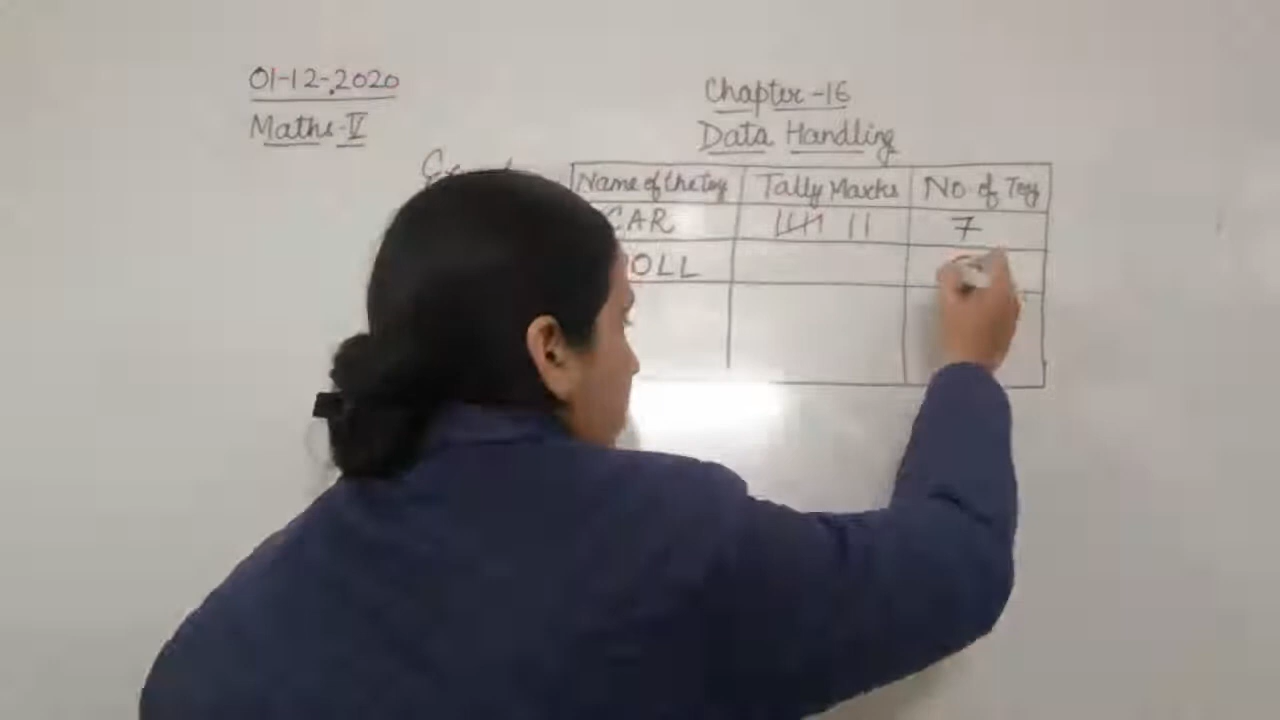 01-12-2020
Maths-V
Chapter-16
Data Handling
Name of the Toy Tally Marks No of Toy
CAR 7